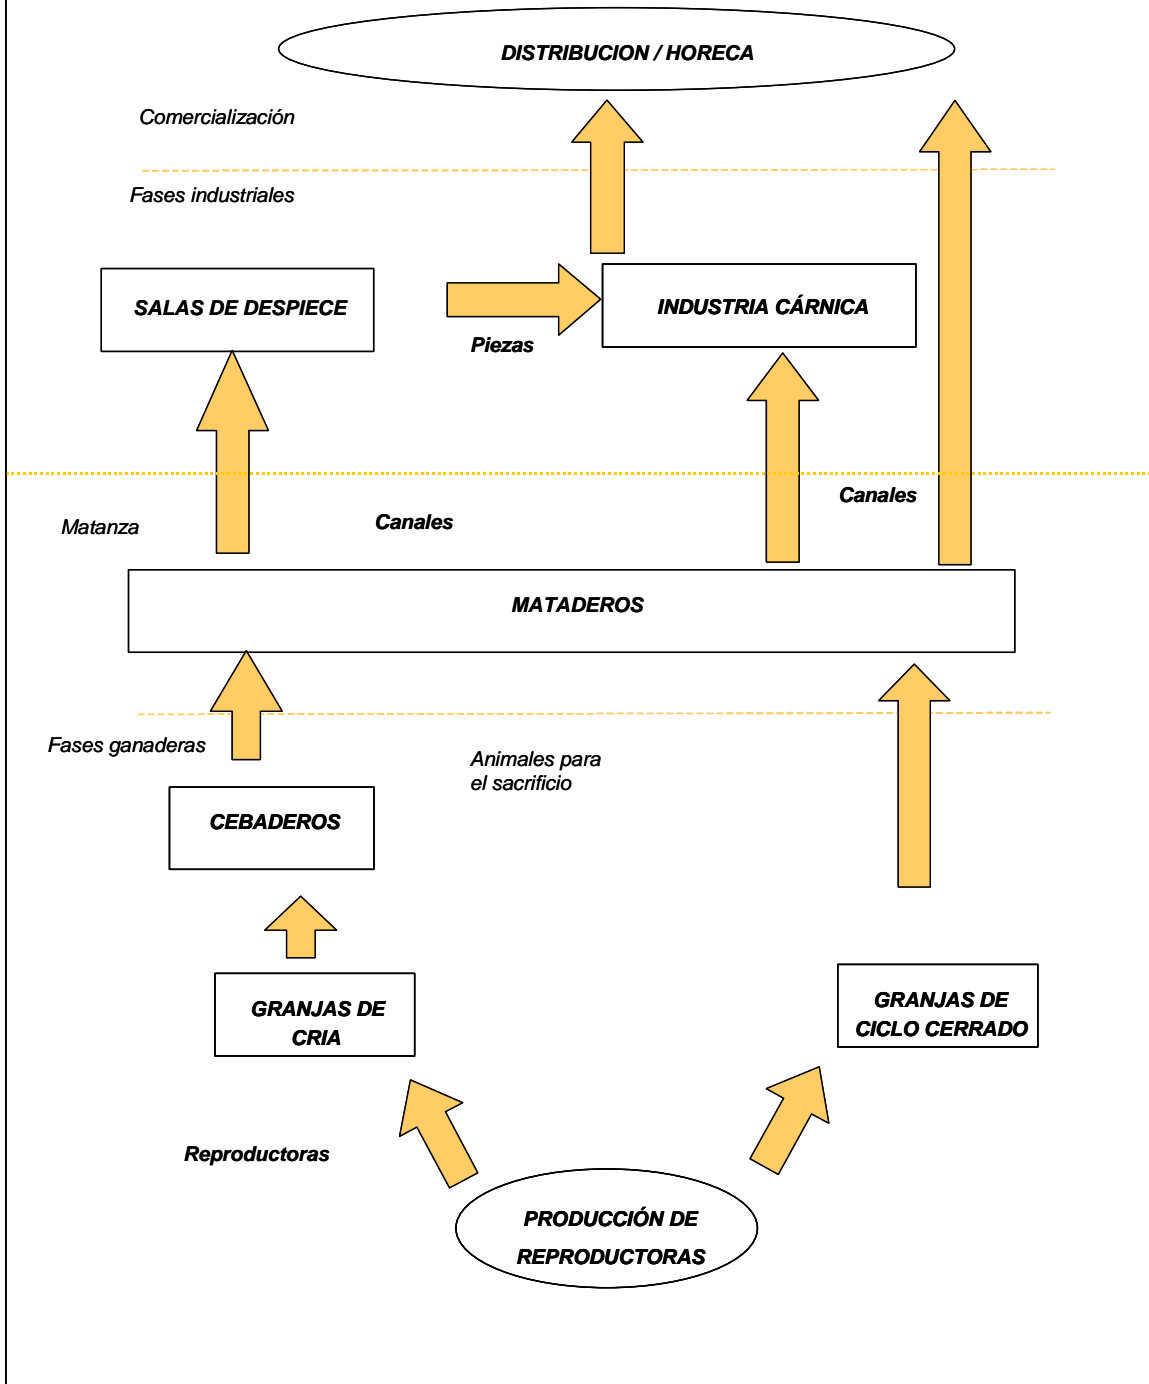 DISTRIBUCION / HORECA
Comercialización
Fases industriales
SALAS DE DESPIECE
INDUSTRIA CÁRNICA
Piezas
Canales
Matanza
Canales
MATADEROS
Fases ganaderas
Animales para
el sacrificio
CEBADEROS
GRANJAS DE
CRIA
GRANJAS DE
CICLO CERRADO
Reproductoras
PRODUCCIÓN DE
REPRODUCTORAS